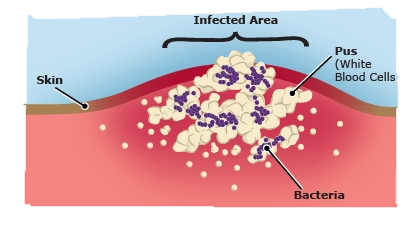 Infected Area
Pus
(White
Blood Cells
Skin
Bacteria